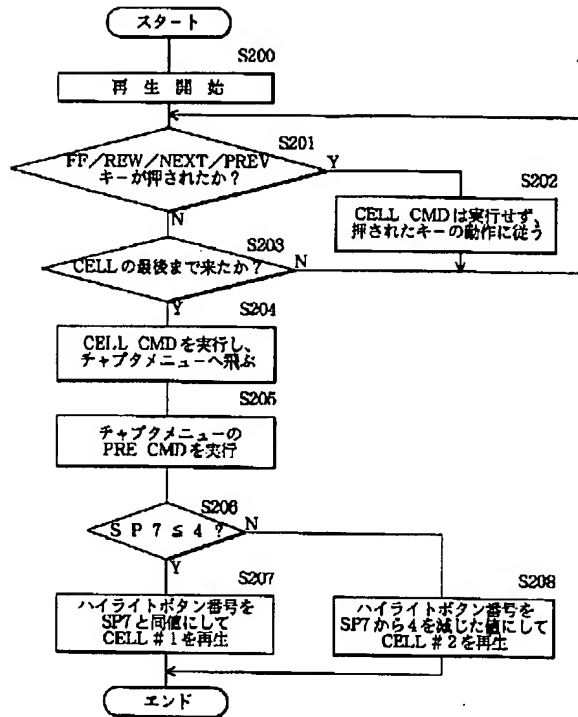 スタート
S200
再生開始
S201
FF/REW/NEXT/PREV
キーが押されたか?
Y
N
S202
CELL CMDは実行せず、
押されたキーの動作に従う
S203
CELLの最後まで来たか?
N
Y
S204
CELL CMDを実行し、
チャプタメニューへ飛ぶ
S205
チャプタメニューの
PRE CMDを実行
S206
SP7≦4?
N
Y
S207
ハイライトボタン番号を
SP7と同値にして
CELL#1を再生
S208
ハイライトボタン番号を
SP7から4を減じた値にして
CELL#2を再生
エンド